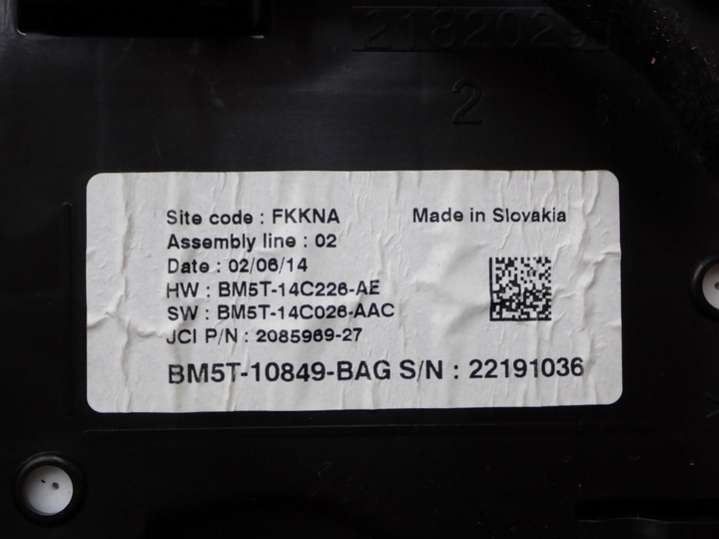 2
Site code : FKKNA Made in Slovakia
Assembly line : 02
Date : 02/06/14
HW : BM5T-14C226-AE
SW : BM5T-14C026-AAC
JCI P/N : 2085969-27
BM5T-10849-BAG S/N : 22191036